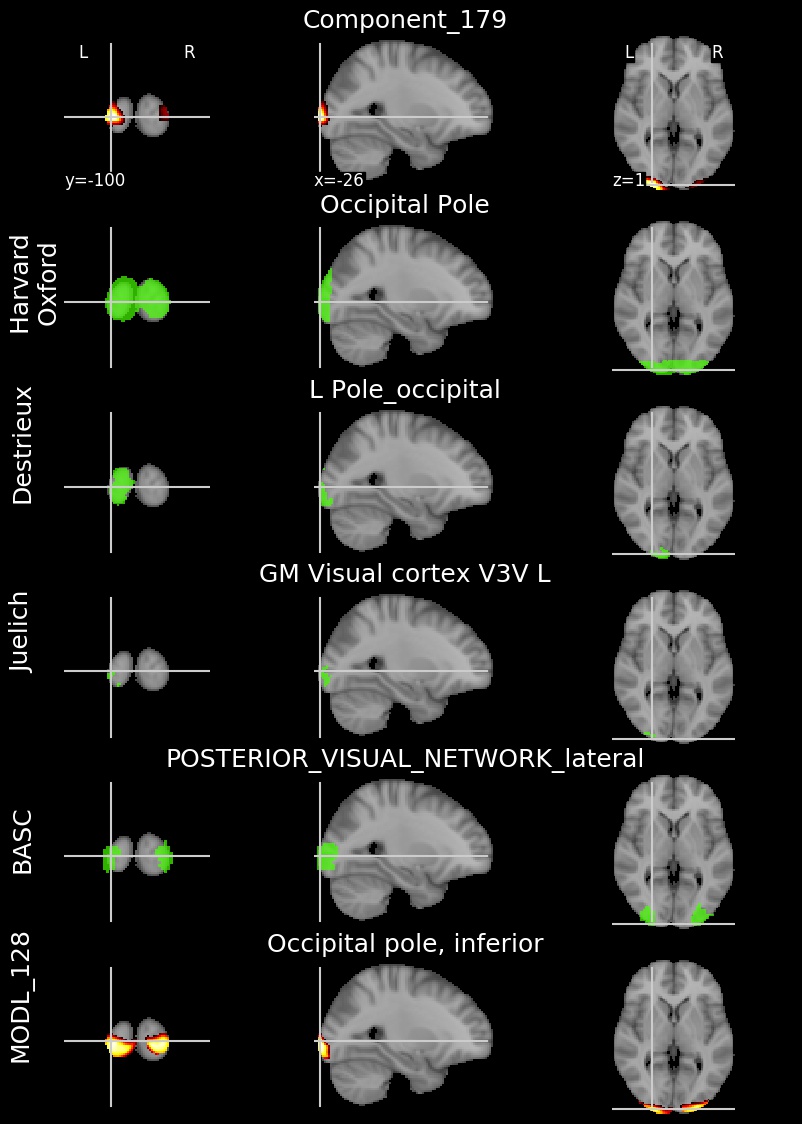 Component_179
L R L R
y=-100 x=-26 z=1
Occipital Pole
Harvard
Oxford
L Pole_occipital
Destrieux
GM Visual cortex V3V L
Juelich
POSTERIOR_VISUAL_NETWORK_lateral
BASC
Occipital pole, inferior
MODL_128